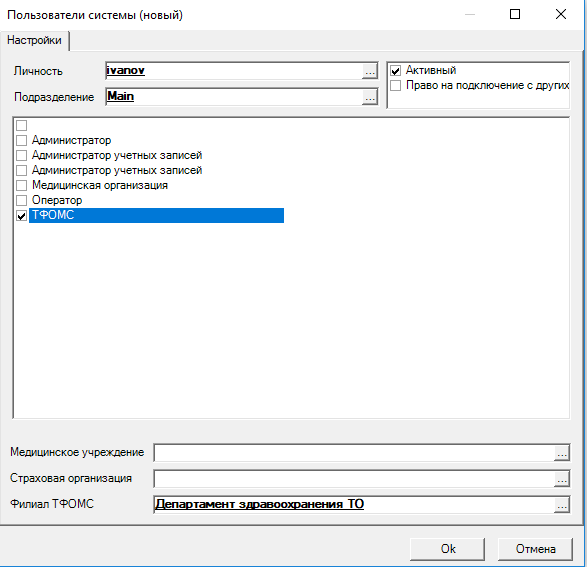 Пользователи системы (новый)
Настройки
Личность ivanov ...
Подразделение Main ...
Активный
Право на подключение с других
Администратор
Администратор учетных записей
Администратор учетных записей
Медицинская организация
Оператор
ТФОМС
Медицинское учреждение ...
Страховая организация ...
Филиал ТФОМС Департамент здравоохранения ТО ...
Ok Отмена